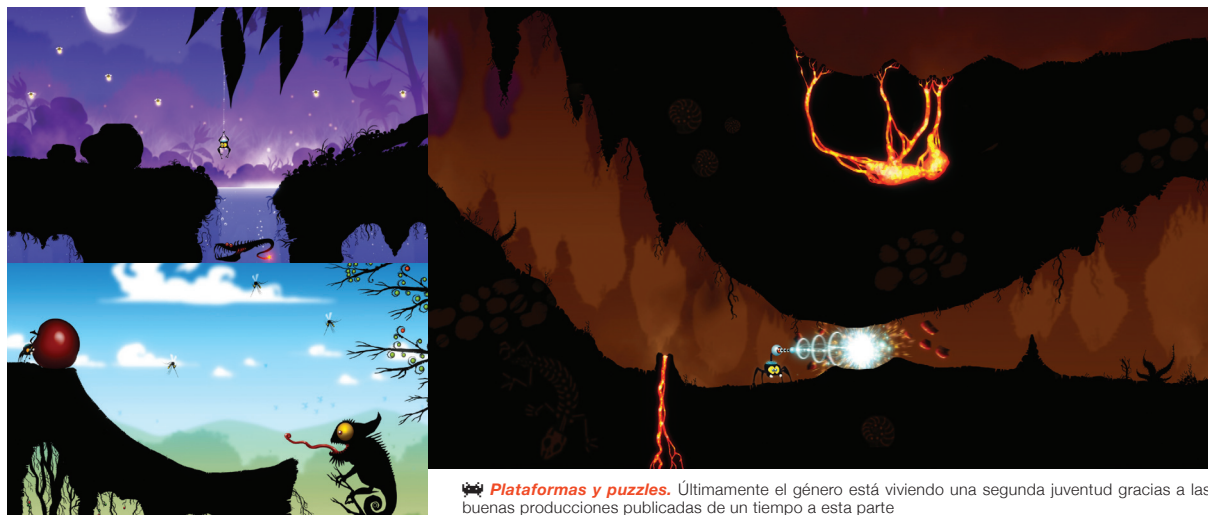 Plataformas y puzzles. Últimamente el género está viviendo una segunda juventud gracias a las
buenas producciones publicadas de un tiempo a esta parte